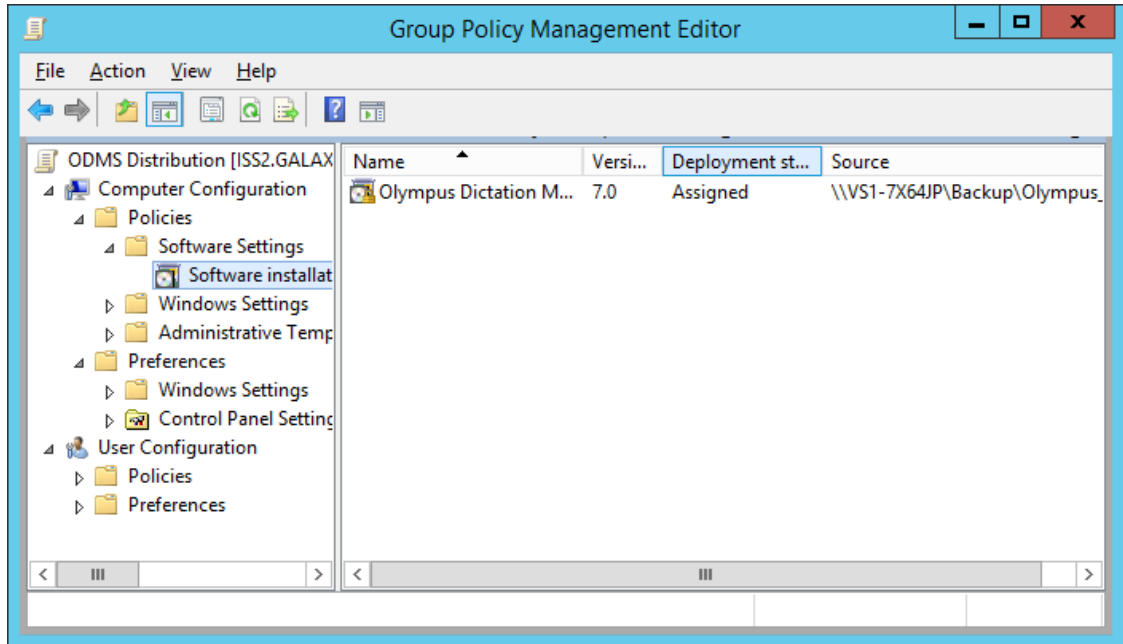 Group Policy Management Editor
File Action View Help
ODMS Distribution [ISS2.GALAX
Name Versi... Deployment st... Source
Computer Configuration
Olympus Dictation M... 7.0 Assigned \\VS1-7X64JP\Backup\Olympus_
Policies
Software Settings
Software installat
Windows Settings
Administrative Temp
Preferences
Windows Settings
Control Panel Setting
User Configuration
Policies
Preferences